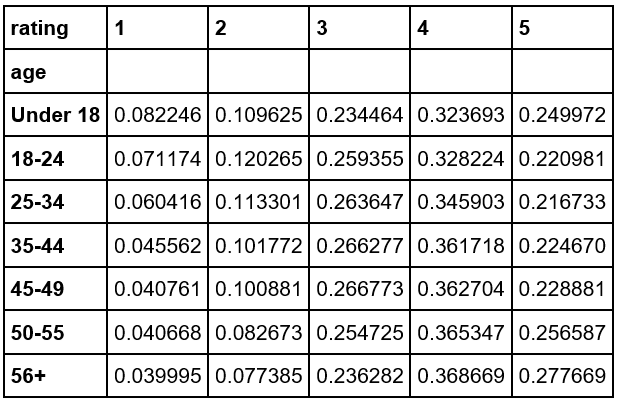 rating 1 2 3 4 5
age
Under 18 0.082246 0.109625 0.234464 0.323693 0.249972
18-24 0.071174 0.120265 0.259355 0.328224 0.220981
25-34 0.060416 0.113301 0.263647 0.345903 0.216733
35-44 0.045562 0.101772 0.266277 0.361718 0.224670
45-49 0.040761 0.100881 0.266773 0.362704 0.228881
50-55 0.040668 0.082673 0.254725 0.365347 0.256587
56+ 0.039995 0.077385 0.236282 0.368669 0.277669